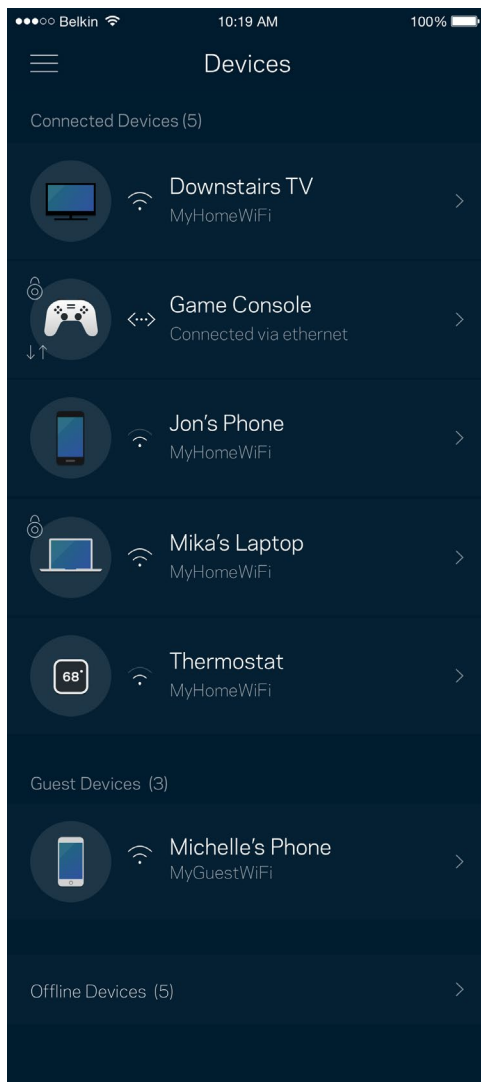 Belkin 10:19 AM 100%
Devices
Connected Devices (5)
Downstairs TV
MyHomeWiFi
Game Console
Connected via ethernet
Jon's Phone
MyHomeWiFi
Mika's Laptop
MyHomeWiFi
68°
Thermostat
MyHomeWiFi
Guest Devices (3)
Michelle's Phone
MyGuestWiFi
Offline Devices (5)